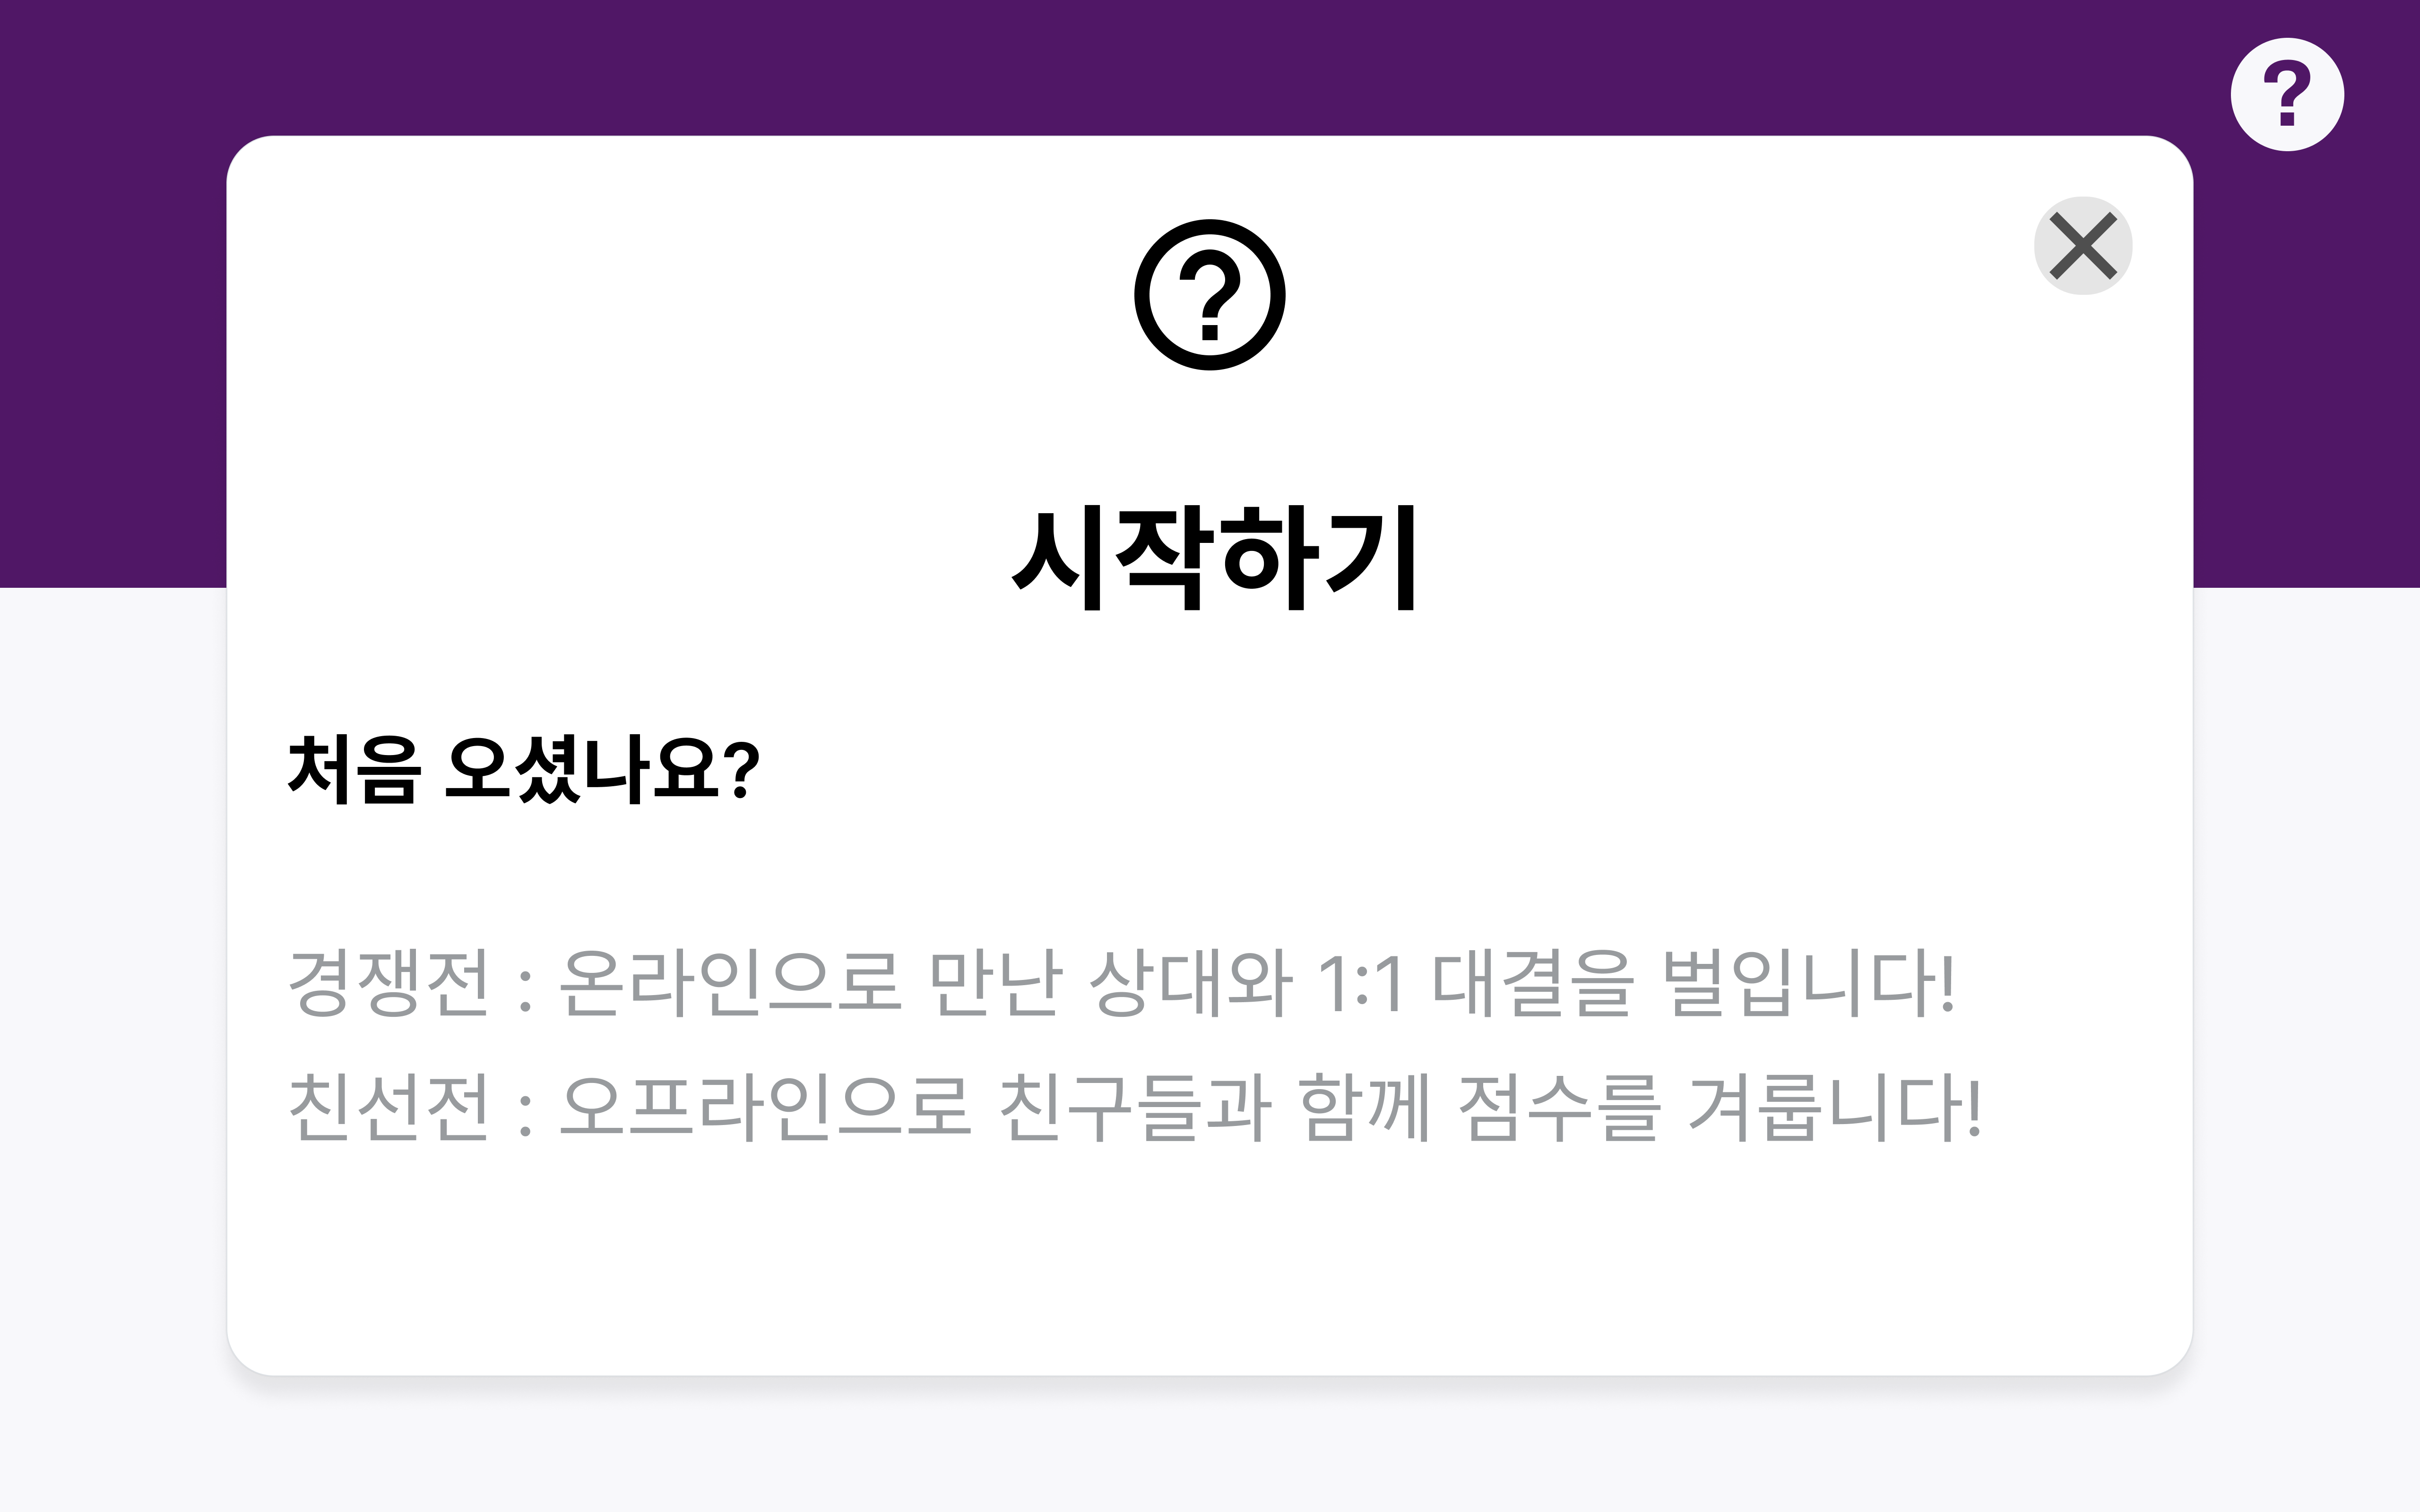 ?
?
시작하기
처음 오셨나요?
경쟁전 : 온라인으로 만난 상대와 1:1 대결을 벌입니다!
친선전 : 오프라인으로 친구들과 함께 점수를 겨룹니다!